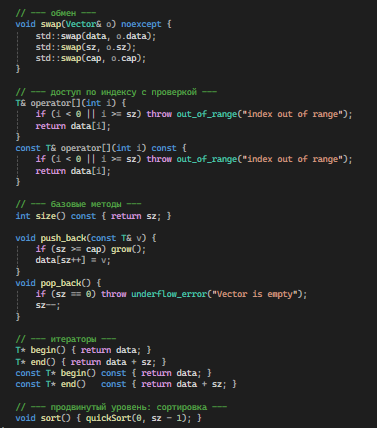 // --- обмен ---
void swap(Vector& o) noexcept {
std::swap(data, o.data);
std::swap(sz, o.sz);
std::swap(cap, o.cap);
}
// --- доступ по индексу с проверкой ---
T& operator[](int i) {
if (i < 0 || i >= sz) throw out_of_range("index out of range");
return data[i];
}
const T& operator[](int i) const {
if (i < 0 || i >= sz) throw out_of_range("index out of range");
return data[i];
}
// --- базовые методы ---
int size() const { return sz; }
void push_back(const T& v) {
if (sz >= cap) grow();
data[sz++] = v;
}
void pop_back() {
if (sz == 0) throw underflow_error("Vector is empty");
sz--;
}
// --- итераторы ---
T* begin() { return data; }
T* end() { return data + sz; }
const T* begin() const { return data; }
const T* end()   const { return data + sz; }
// --- продвинутый уровень: сортировка ---
void sort() { quickSort(0, sz - 1); }